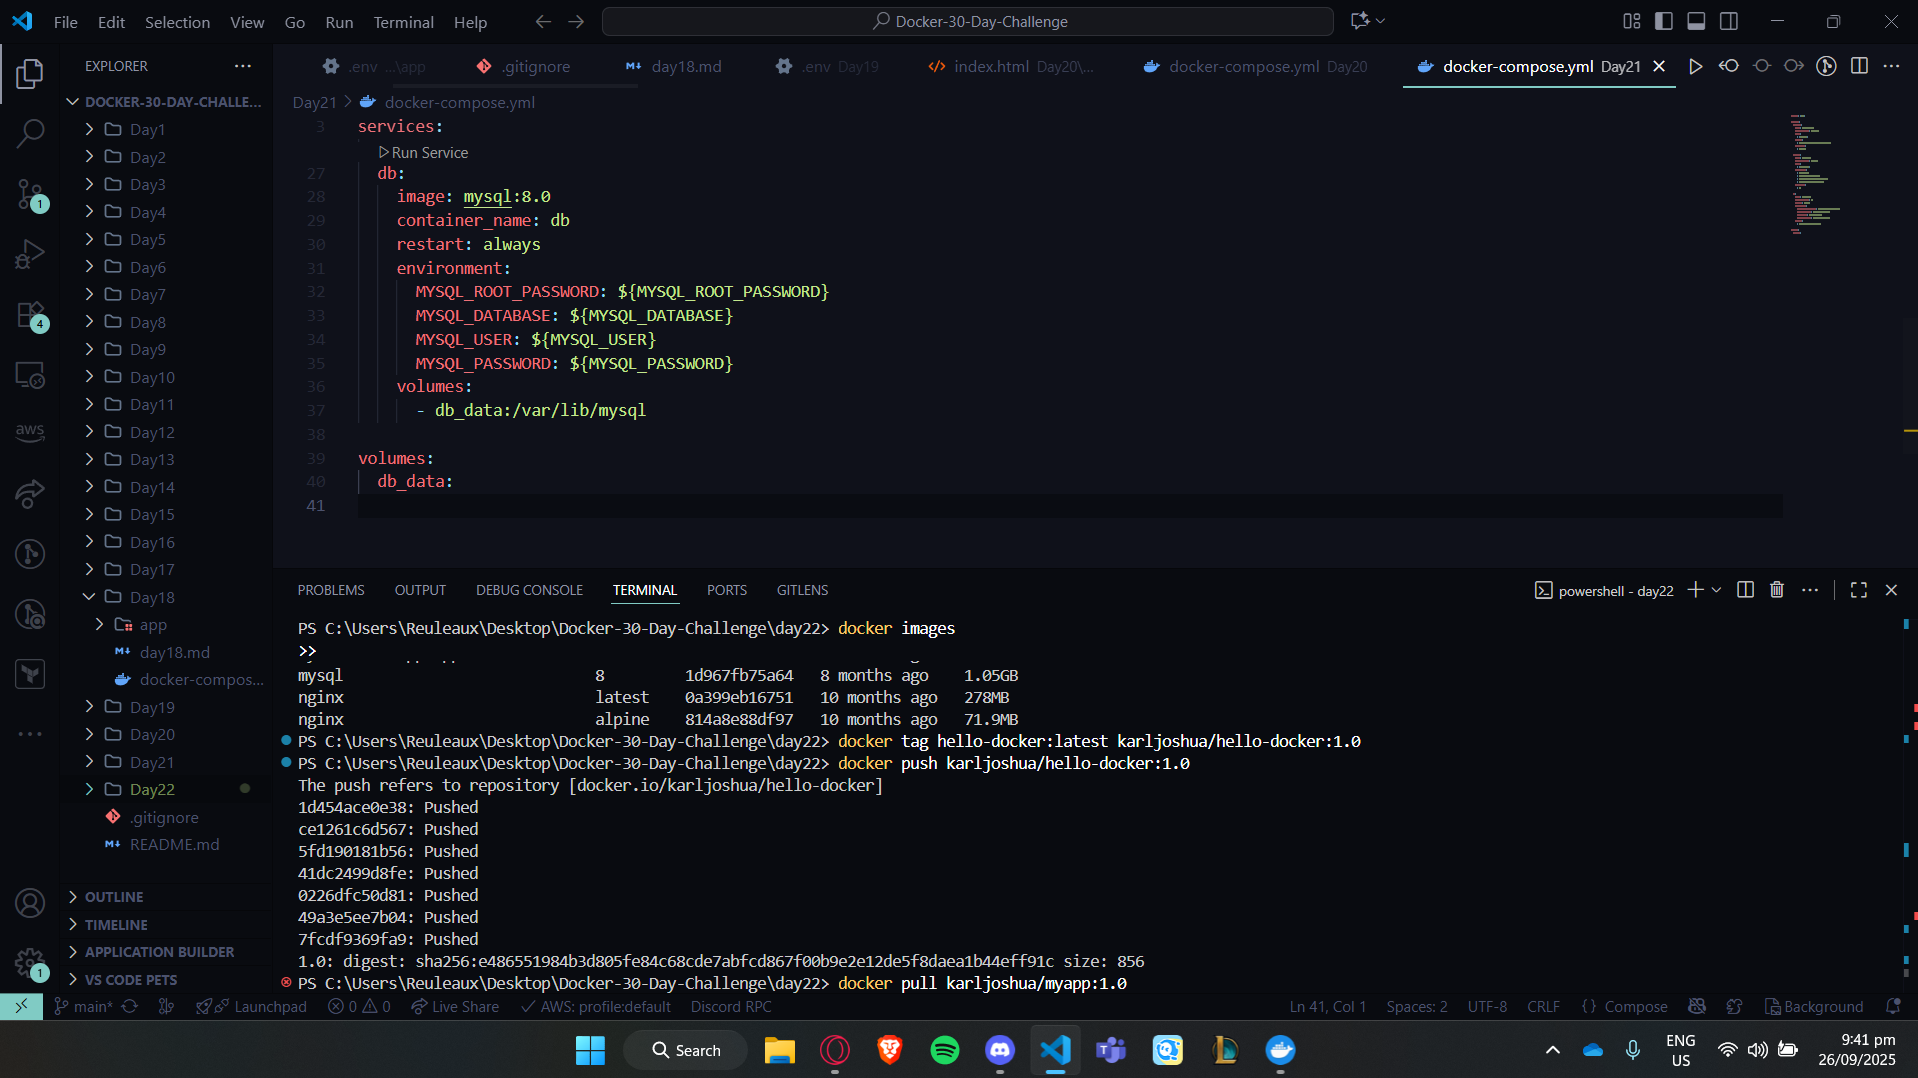 File Edit Selection View Go Run Terminal Help
Docker-30-Day-Challenge
EXPLORER
.env ...\app
.gitignore
day18.md
.env Day19
index.html Day20\...
docker-compose.yml Day20
docker-compose.yml Day21
DOCKER-30-DAY-CHALLE...
Day1
Day2
Day3
Day4
Day5
Day6
Day7
Day8
Day9
Day10
Day11
Day12
Day13
Day14
Day15
Day16
Day17
Day18
app
day18.md
docker-compos...
Day19
Day20
Day21
Day22
.gitignore
README.md
OUTLINE
TIMELINE
APPLICATION BUILDER
VS CODE PETS
1
4
aws
1
Day21 > docker-compose.yml
3 services:
Run Service
27 db:
28 image: mysql:8.0
29 container_name: db
30 restart: always
31 environment:
32 MYSQL_ROOT_PASSWORD: ${MYSQL_ROOT_PASSWORD}
33 MYSQL_DATABASE: ${MYSQL_DATABASE}
34 MYSQL_USER: ${MYSQL_USER}
35 MYSQL_PASSWORD: ${MYSQL_PASSWORD}
36 volumes:
37 - db_data:/var/lib/mysql
38
39 volumes:
40 db_data:
41
PROBLEMS OUTPUT DEBUG CONSOLE TERMINAL PORTS GITLENS
powershell - day22
PS C:\Users\Reuleaux\Desktop\Docker-30-Day-Challenge\day22> docker images
>>
mysql 8 1d967fb75a64 8 months ago 1.05GB
nginx latest 0a399eb16751 10 months ago 278MB
nginx alpine 814a8e88df97 10 months ago 71.9MB
PS C:\Users\Reuleaux\Desktop\Docker-30-Day-Challenge\day22> docker tag hello-docker:latest karljoshua/hello-docker:1.0
PS C:\Users\Reuleaux\Desktop\Docker-30-Day-Challenge\day22> docker push karljoshua/hello-docker:1.0
The push refers to repository [docker.io/karljoshua/hello-docker]
1d454ace0e38: Pushed
ce1261c6d567: Pushed
5fd190181b56: Pushed
41dc2499d8fe: Pushed
0226dfc50d81: Pushed
49a3e5ee7b04: Pushed
7fcdf9369fa9: Pushed
1.0: digest: sha256:e486551984b3d805fe84c68cde7abfcd867f00b9e2e12de5f8daea1b44eff91c size: 856
PS C:\Users\Reuleaux\Desktop\Docker-30-Day-Challenge\day22> docker pull karljoshua/myapp:1.0
main* Launchpad 0 0 Live Share AWS: profile:default Discord RPC
Ln 41, Col 1 Spaces: 2 UTF-8 CRLF {} Compose Background
Search
ENG
US
9:41 pm
26/09/2025